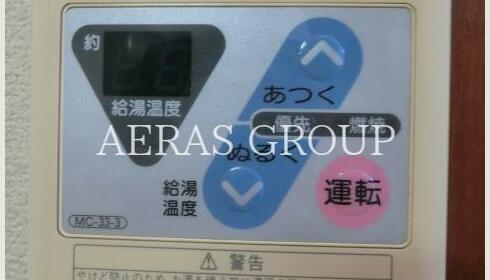 約
給湯温度
あつく
優先 燃焼
AERAS GROUP
ぬるく
給湯
温度
運転
MC-33-3
警告